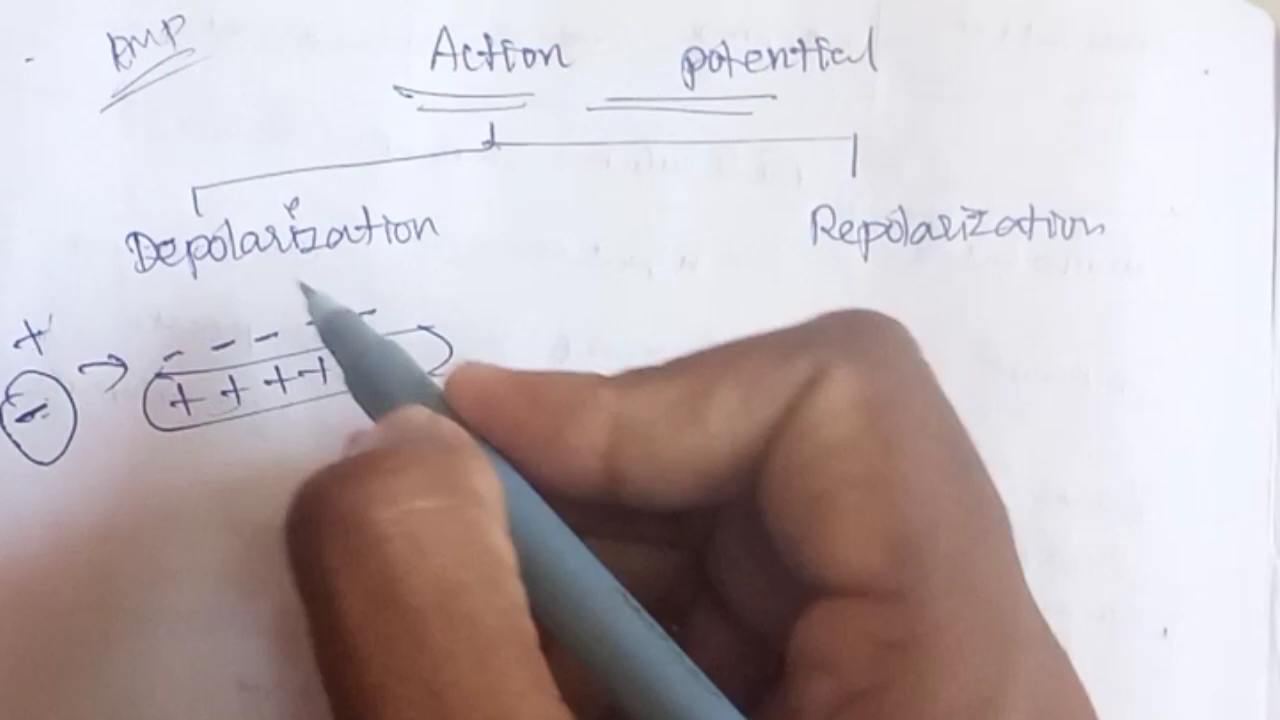 RMP
Action potential
Depolarization
Repolarization
+
- → - - - - -
+ + + +